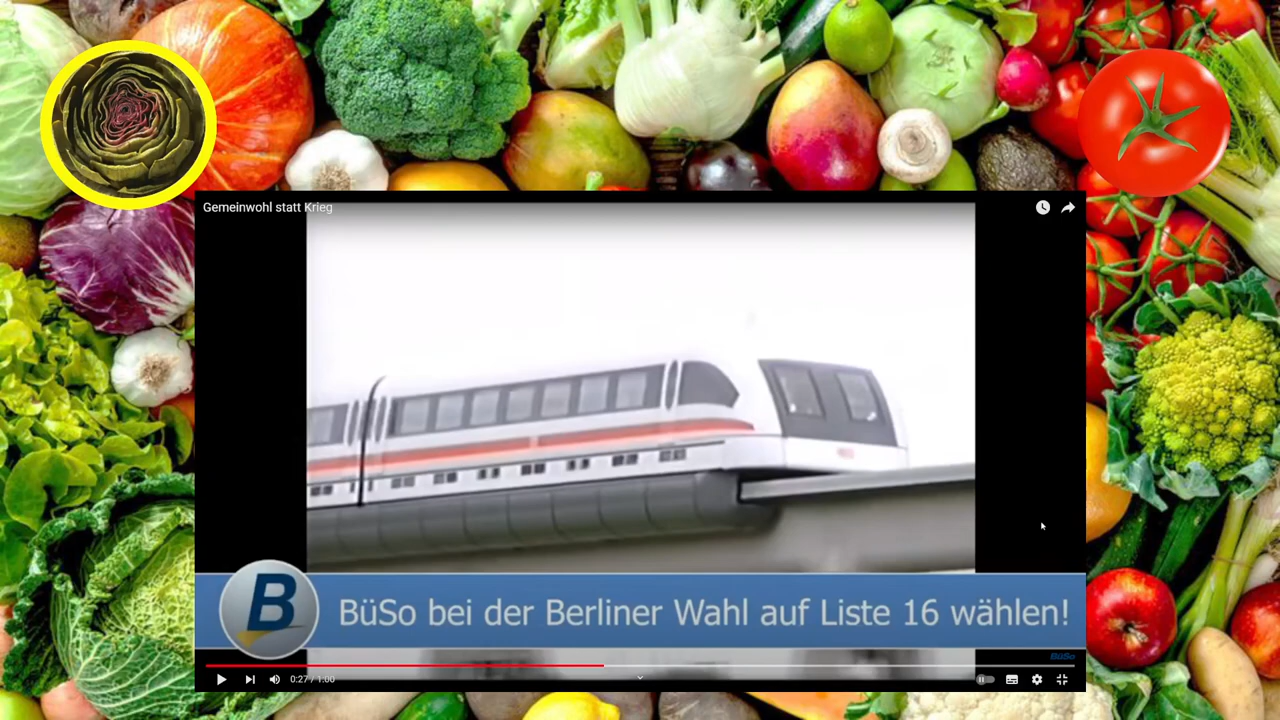 Gemeinwohl statt Krieg
B
BüSo bei der Berliner Wahl auf Liste 16 wählen!
BüSo
0:27 / 1:00